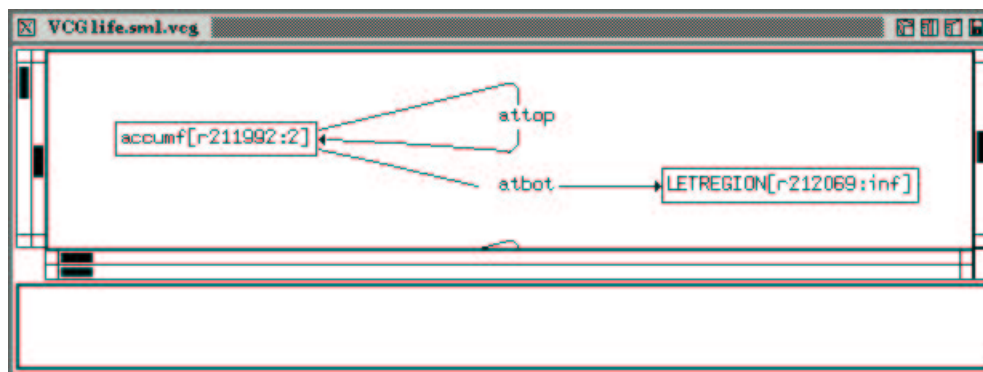 VCG life.sml.vcg
attop
accumf[r211992:2]
atbot
LETREGION[r212069:inf]